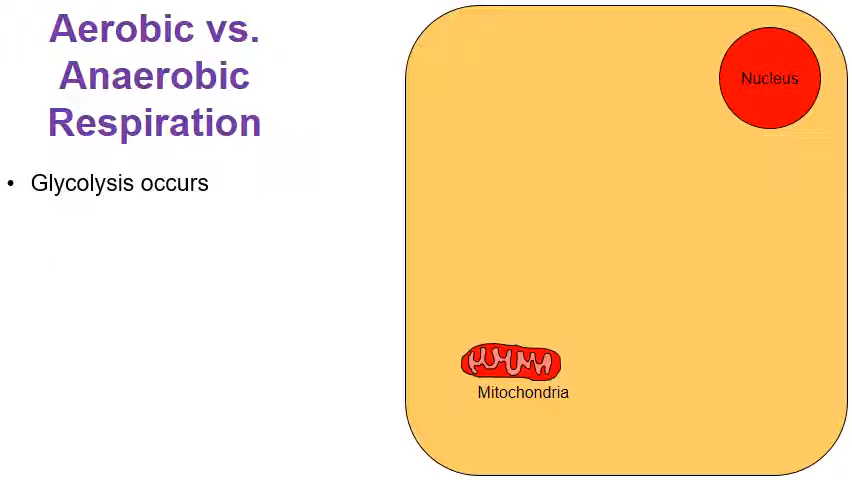 Aerobic vs.
Anaerobic
Respiration
• Glycolysis occurs
Nucleus
Mitochondria